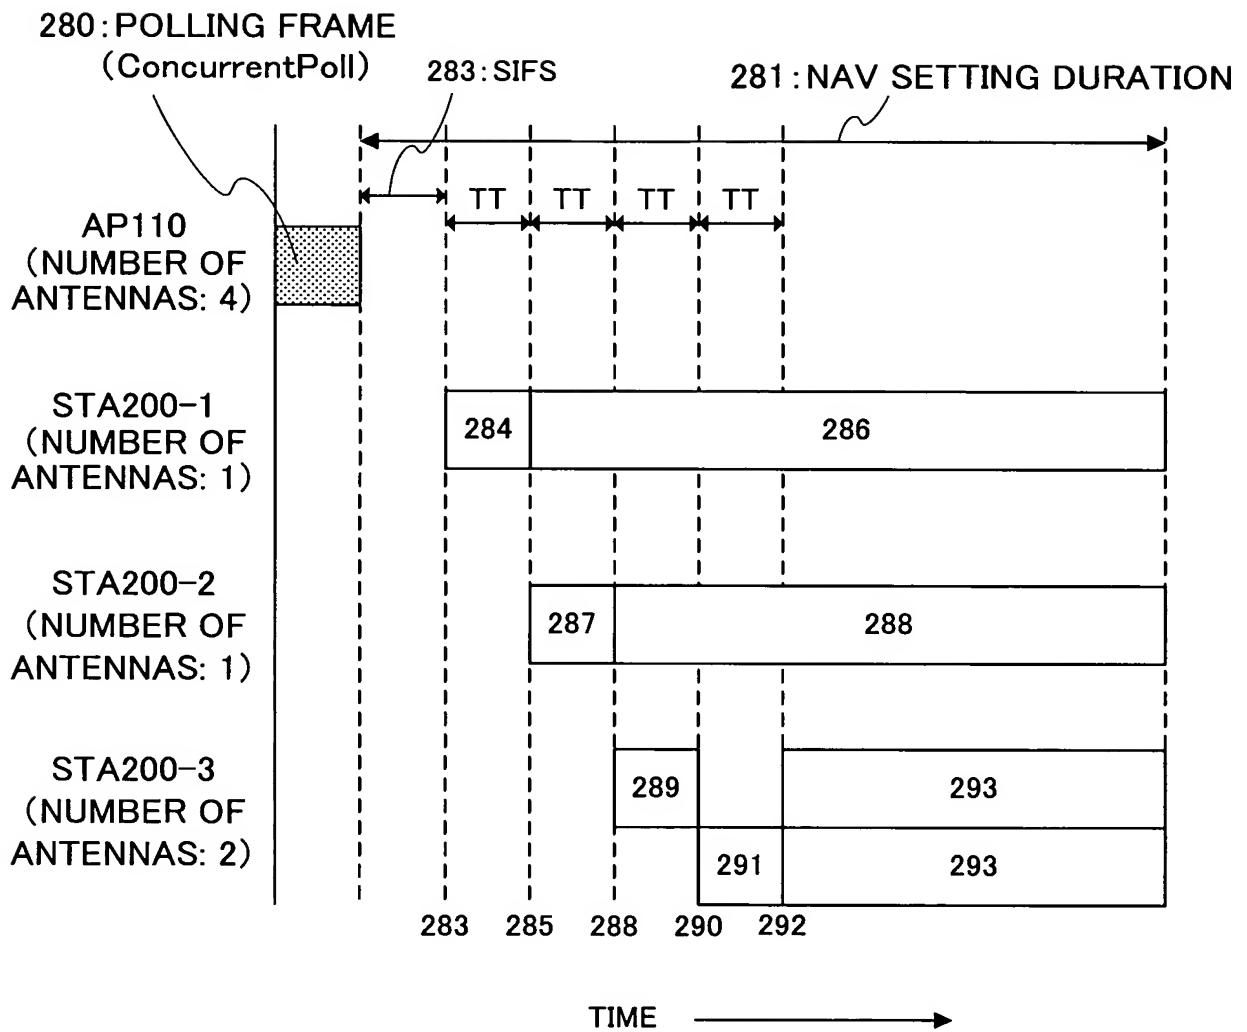 280:POLLING FRAME
(ConcurrentPoll)
283:SIFS
281:NAV SETTING DURATION
TT TT TT TT
AP110
(NUMBER OF
ANTENNAS: 4)
STA200-1
(NUMBER OF
ANTENNAS: 1)
284
286
STA200-2
(NUMBER OF
ANTENNAS: 1)
287
288
STA200-3
(NUMBER OF
ANTENNAS: 2)
289
293
291
293
283 285 288 290 292
TIME